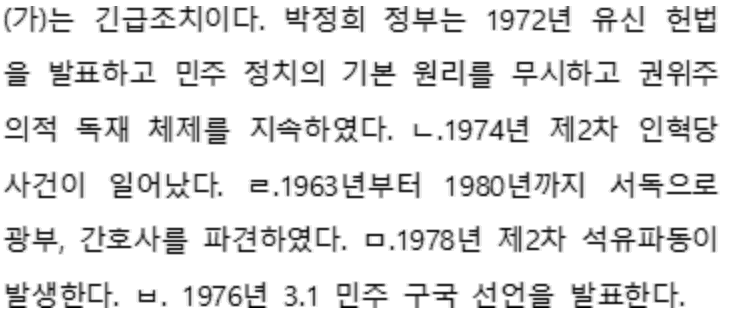 (가)는 긴급조치이다. 박정희 정부는 1972년 유신 헌법
을 발표하고 민주 정치의 기본 원리를 무시하고 권위주
의적 독재 체제를 지속하였다. ㄴ.1974년 제2차 인혁당
사건이 일어났다. ㄹ.1963년부터 1980년까지 서독으로
광부, 간호사를 파견하였다. ㅁ.1978년 제2차 석유파동이
발생한다. ㅂ. 1976년 3.1 민주 구국 선언을 발표한다.